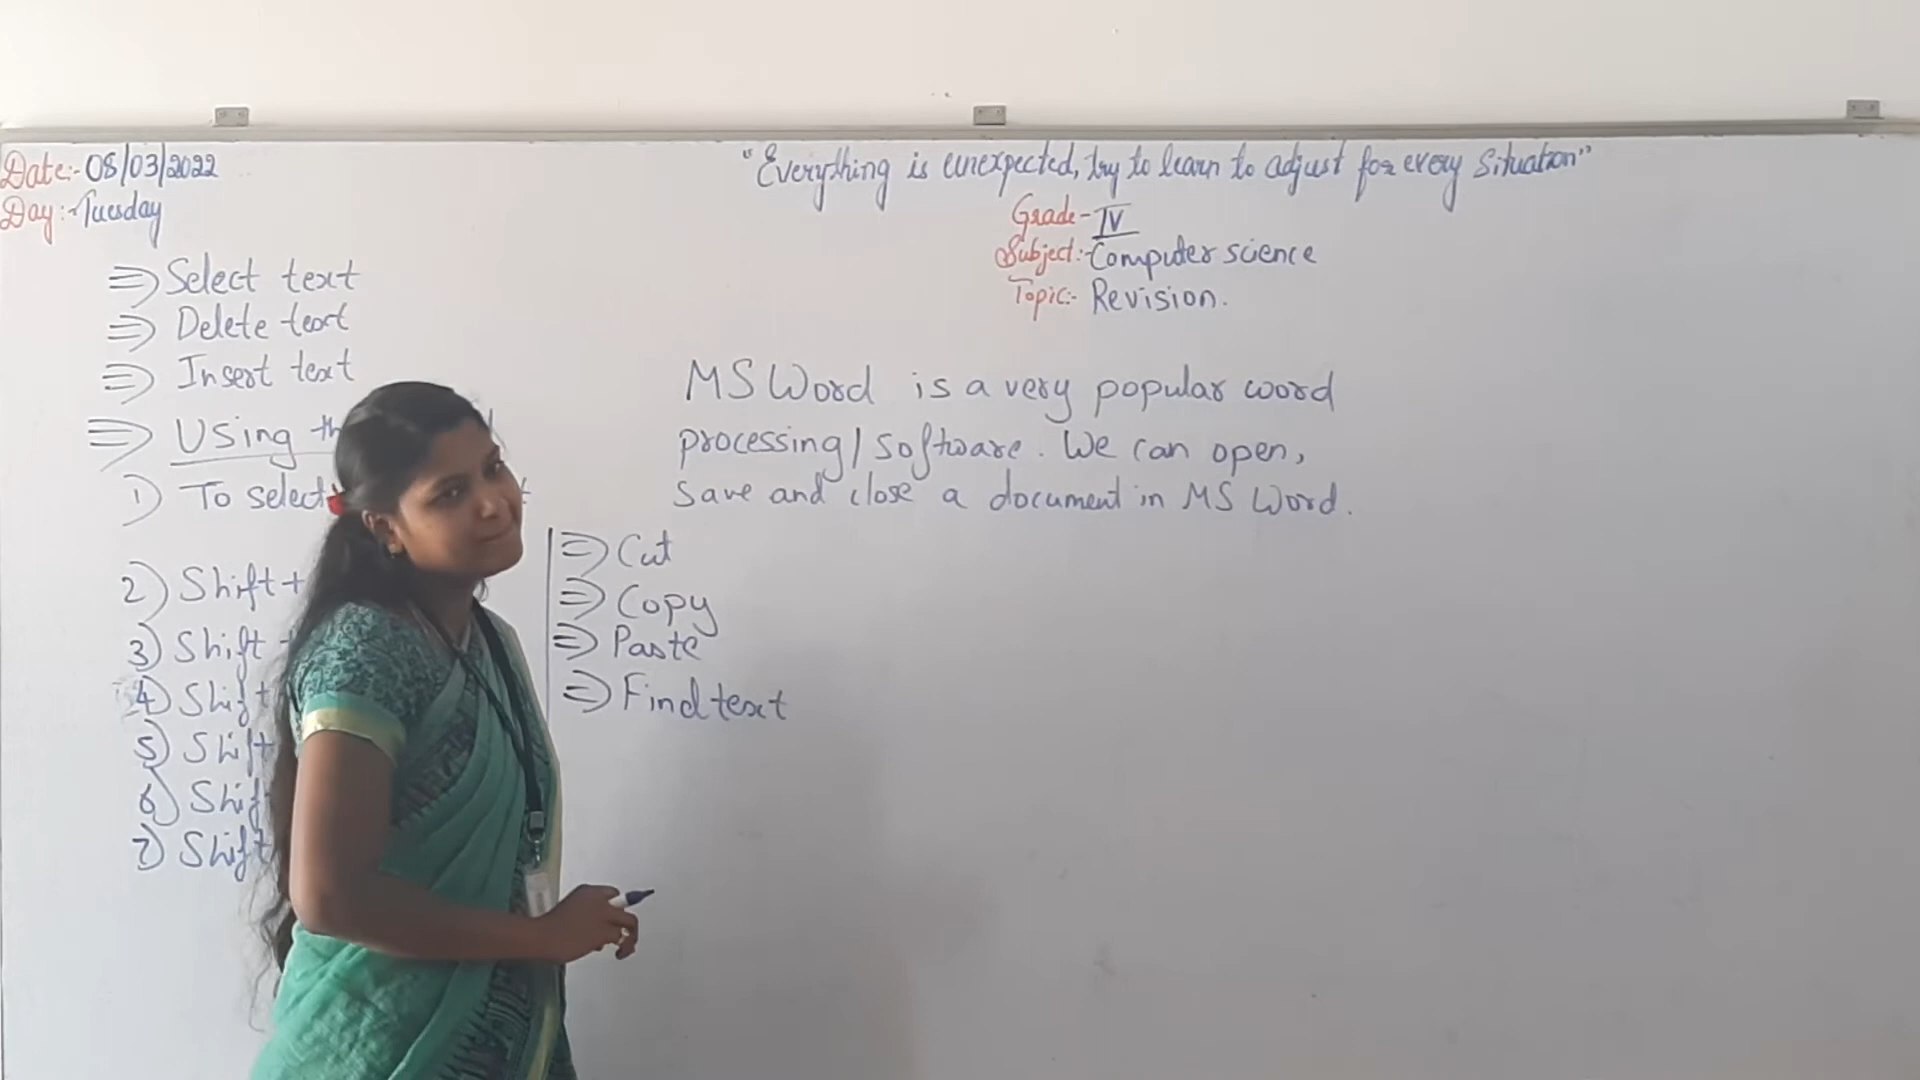 Date:- 08/03/2022
Day:- Tuesday
"Everything is unexpected, try to learn to adjust for every situation"
Grade- IV
Subject:- Computer science
Topic:- Revision.
⇒ Select text
⇒ Delete text
⇒ Insert text
⇒ Using
1) To select
2) Shift +
3) Shift
4) Shift
5) Shift
6) Shif
7) Shift
MS Word is a very popular word
processing/software. We can open,
save and close a document in MS Word.
⇒ Cut
⇒ Copy
⇒ Paste
⇒ Find text